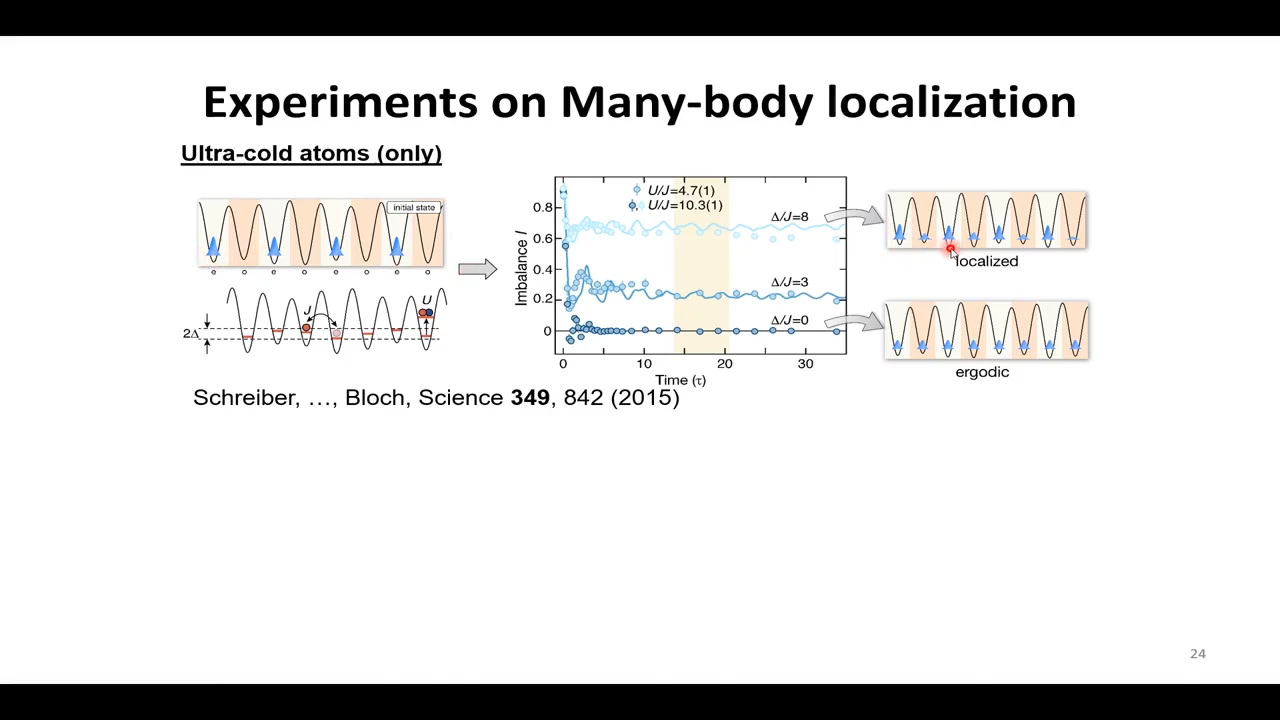 Experiments on Many-body localization
Ultra-cold atoms (only)
initial state
e o e o e o e o
J
U
2Δ
Schreiber, …, Bloch, Science 349, 842 (2015)
Imbalance I
0.8
0.6
0.4
0.2
0
U/J=4.7(1)
U/J=10.3(1)
Δ/J=8
Δ/J=3
Δ/J=0
0 10 20 30
Time (τ)
localized
ergodic
24